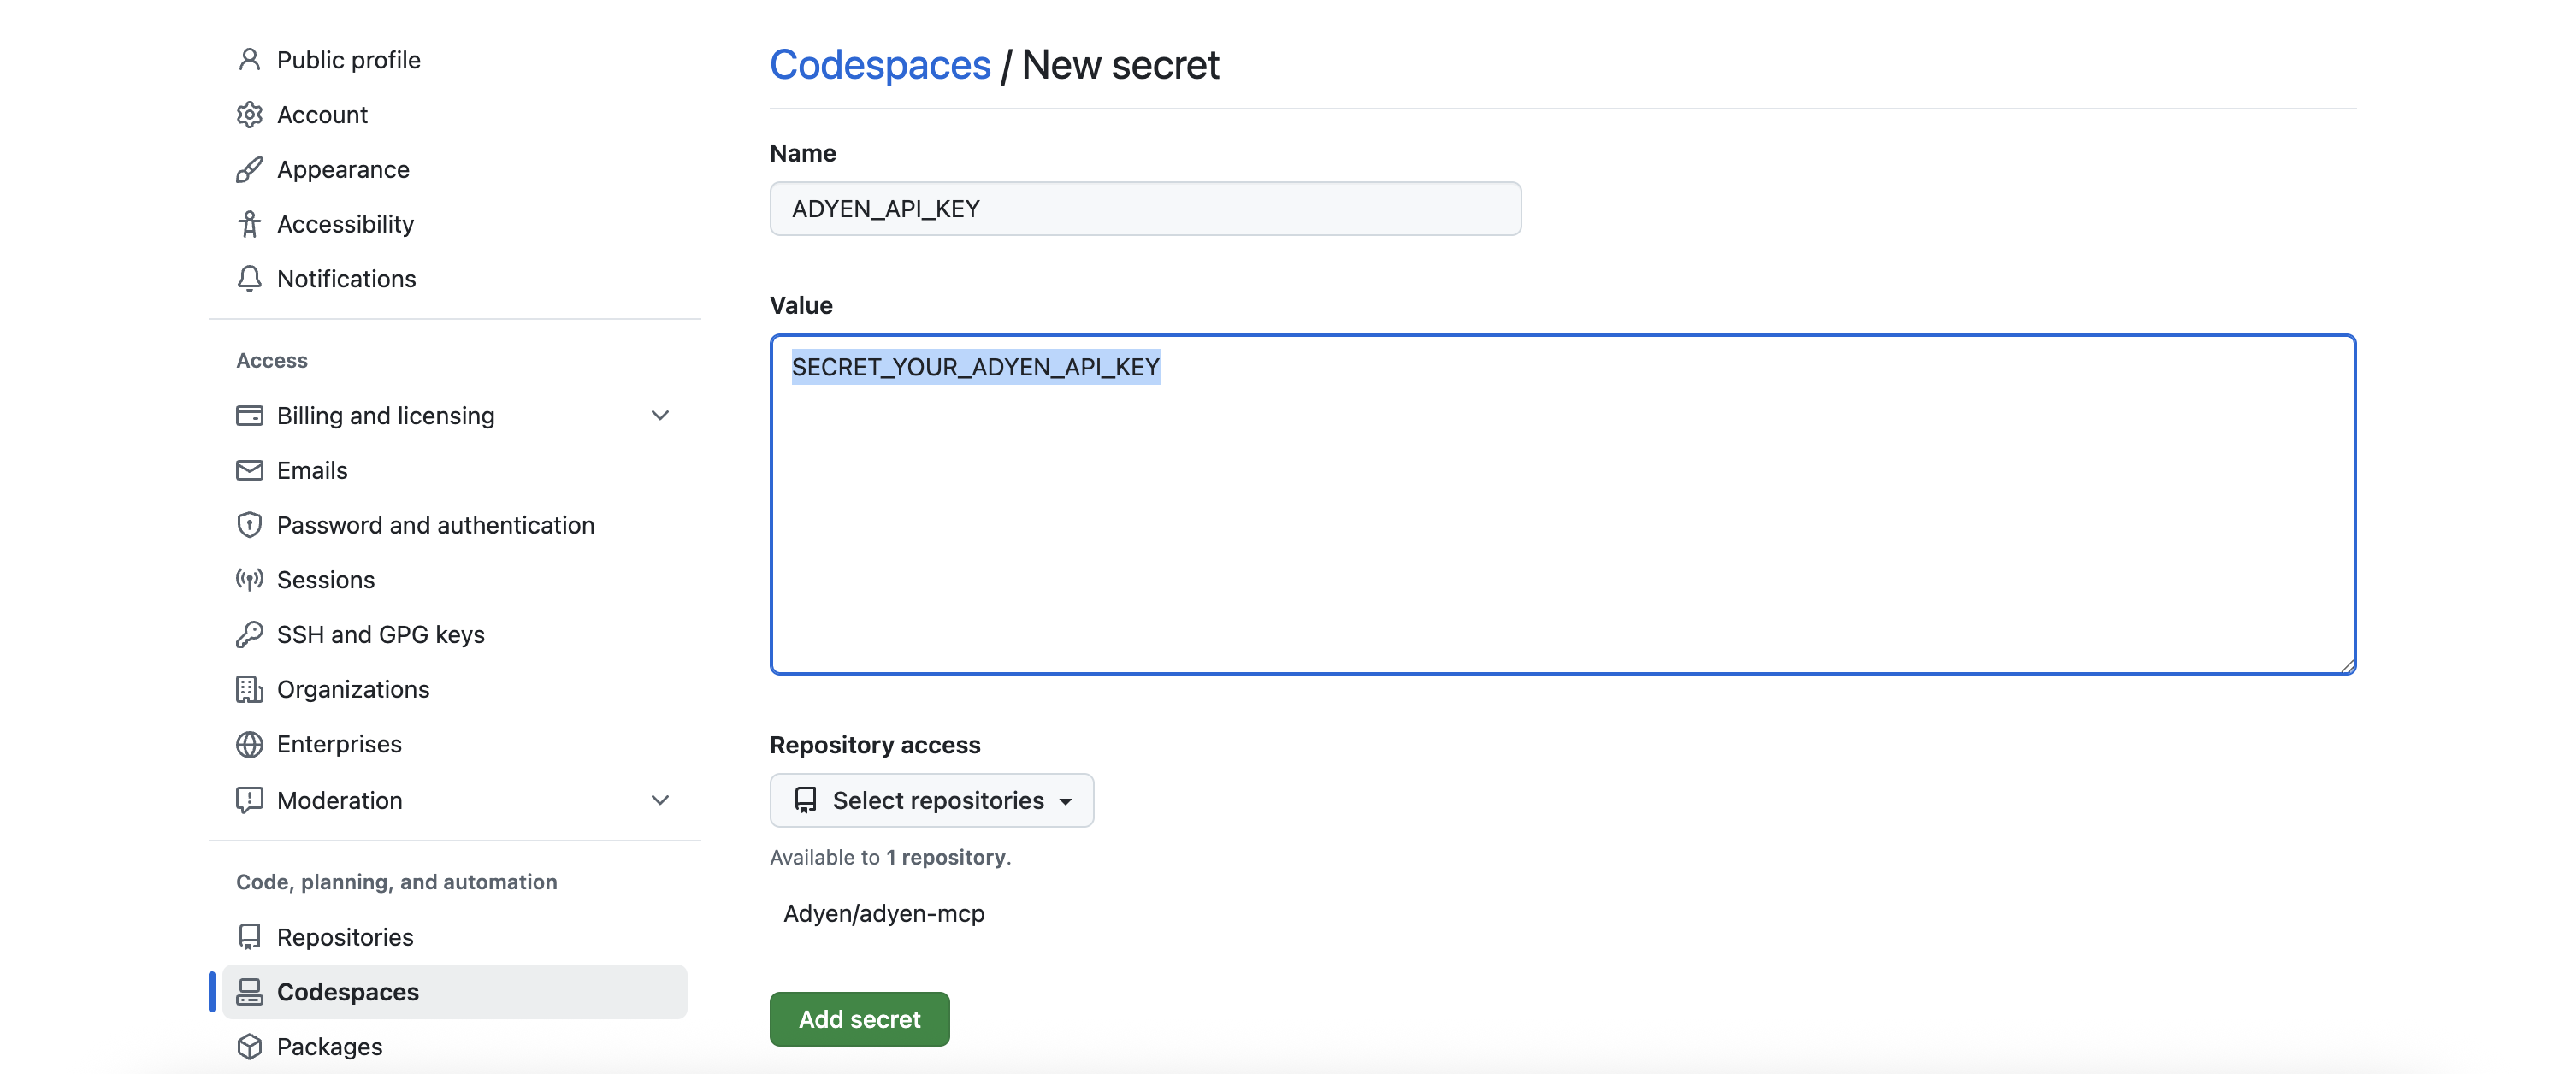 Public profile
Account
Appearance
Accessibility
Notifications
Access
Billing and licensing
Emails
Password and authentication
Sessions
SSH and GPG keys
Organizations
Enterprises
Moderation
Code, planning, and automation
Repositories
Codespaces
Packages
Codespaces / New secret
Name
ADYEN_API_KEY
Value
SECRET_YOUR_ADYEN_API_KEY
Repository access
Select repositories
Available to 1 repository.
Adyen/adyen-mcp
Add secret